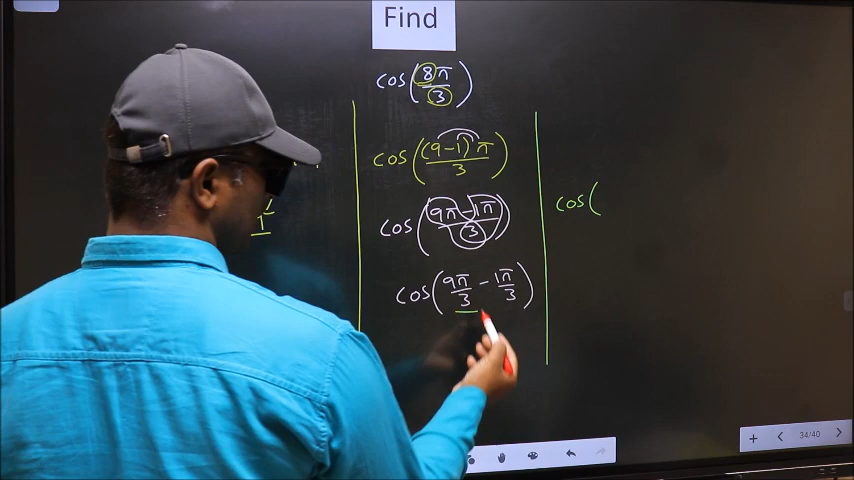 Find
cos(8π/3)
cos((9-1)π/3)
cos((9π-1π)/3)
cos(9π/3 - 1π/3)
cos(
34/40